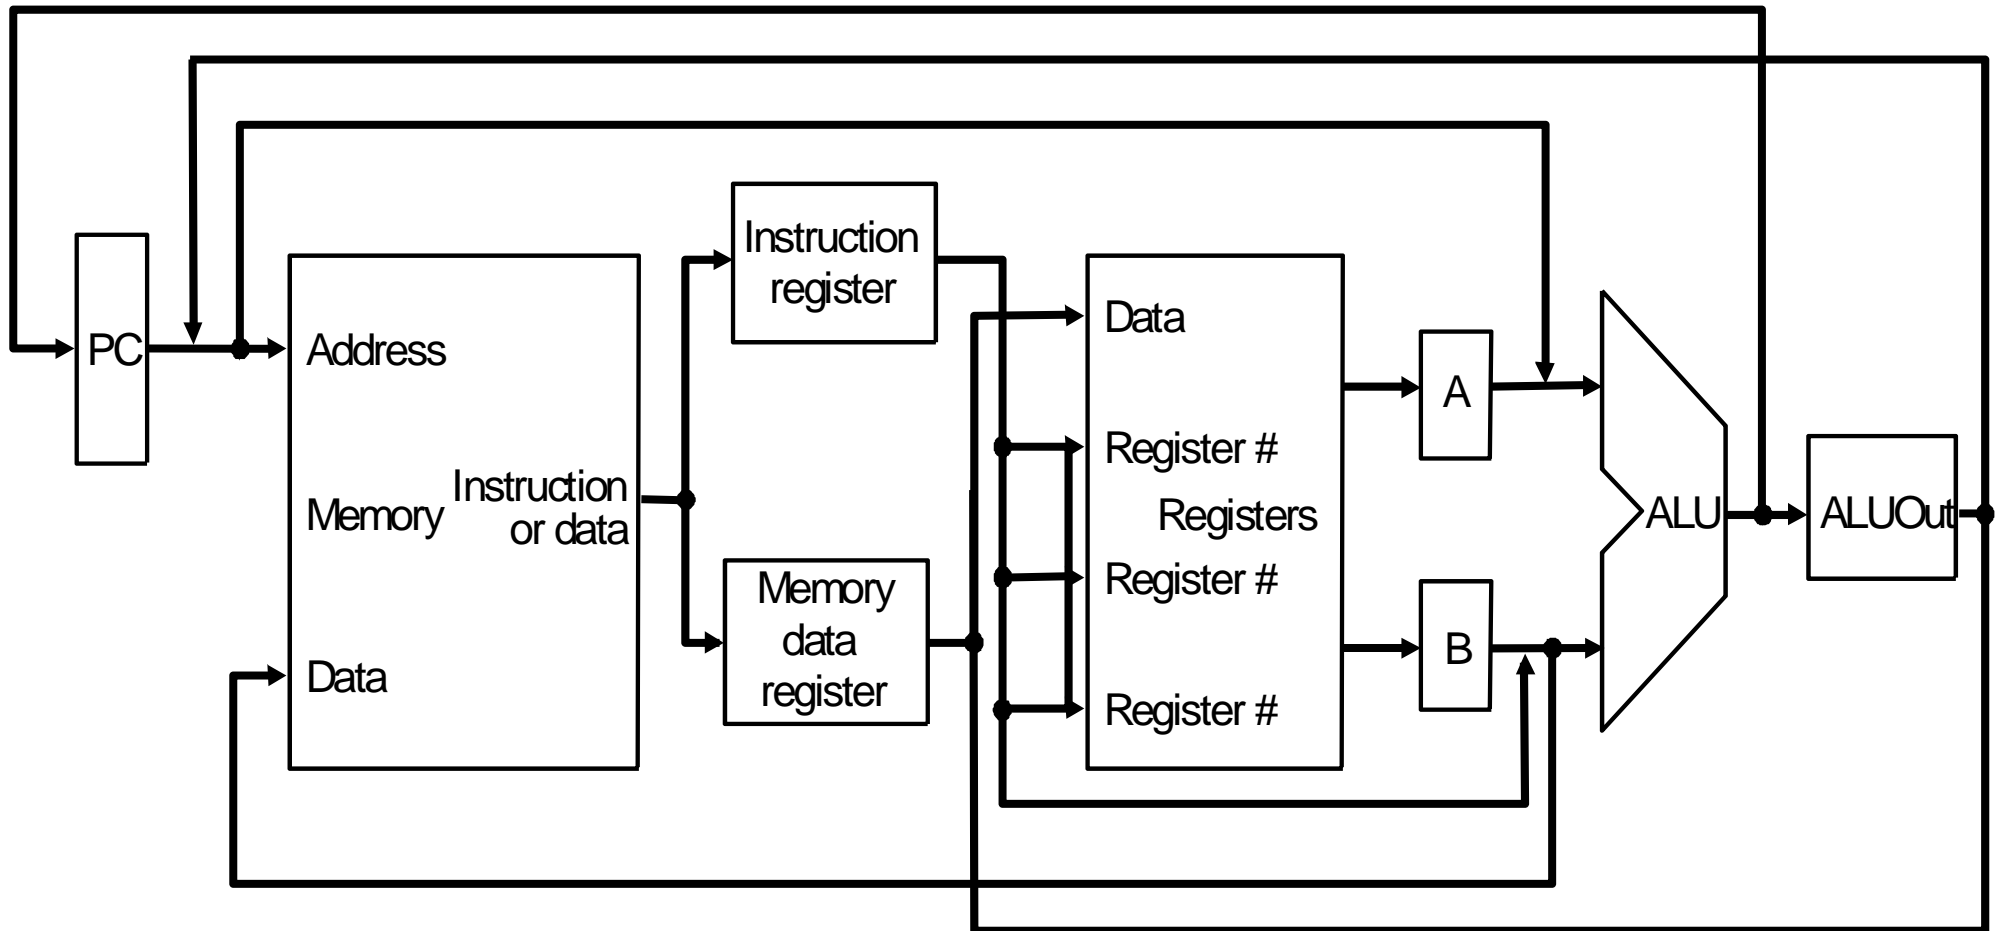 PC
Address
Memory
Instruction
or data
Data
Instruction
register
Memory
data
register
Data
Register #
Registers
Register #
Register #
A
B
ALU
ALUOut